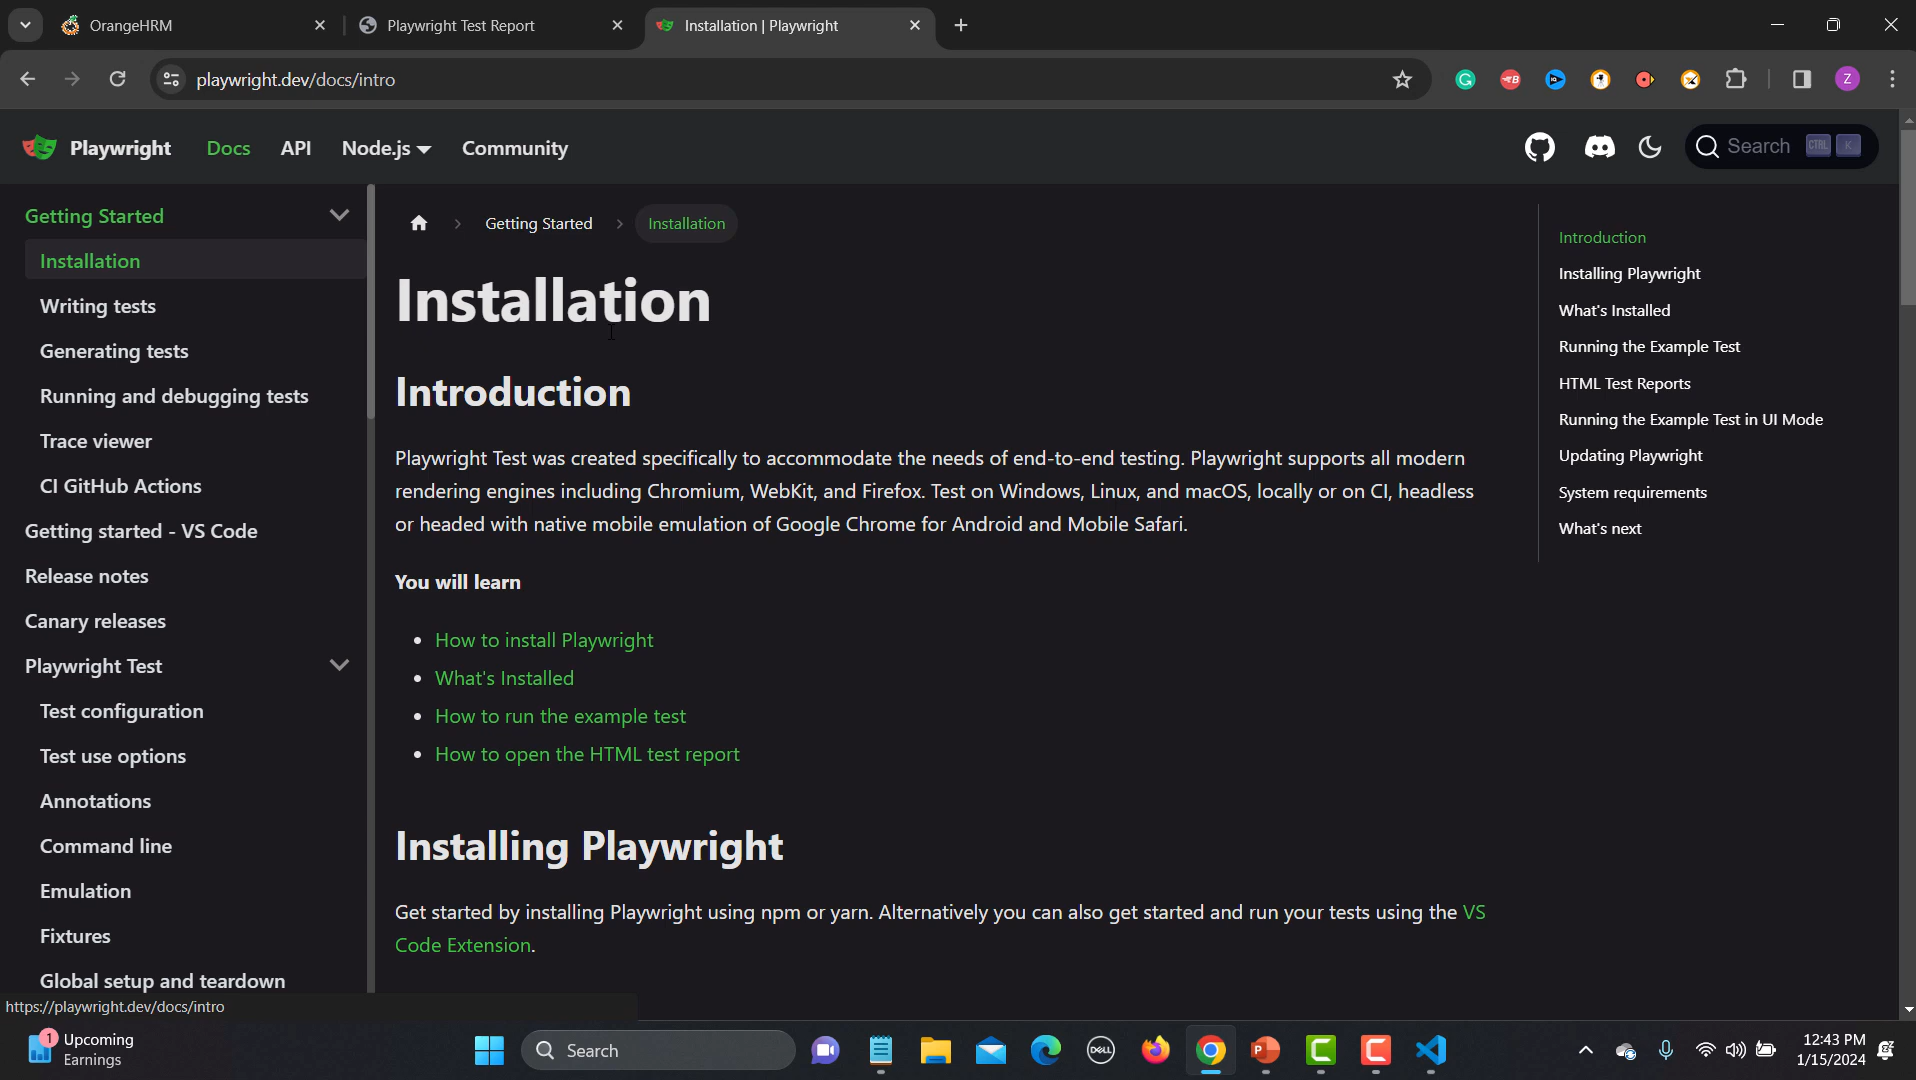 OrangeHRM
Playwright Test Report
Installation | Playwright
playwright.dev/docs/intro
Z
Playwright
Docs
API
Node.js
Community
Search
CTRL K
Getting Started
Installation
Writing tests
Generating tests
Running and debugging tests
Trace viewer
CI GitHub Actions
Getting started - VS Code
Release notes
Canary releases
Playwright Test
Test configuration
Test use options
Annotations
Command line
Emulation
Fixtures
Global setup and teardown
Getting Started
Installation
Installation
Introduction
Playwright Test was created specifically to accommodate the needs of end-to-end testing. Playwright supports all modern
rendering engines including Chromium, WebKit, and Firefox. Test on Windows, Linux, and macOS, locally or on CI, headless
or headed with native mobile emulation of Google Chrome for Android and Mobile Safari.
You will learn
How to install Playwright
What's Installed
How to run the example test
How to open the HTML test report
Installing Playwright
Get started by installing Playwright using npm or yarn. Alternatively you can also get started and run your tests using the VS
Code Extension.
Introduction
Installing Playwright
What's Installed
Running the Example Test
HTML Test Reports
Running the Example Test in UI Mode
Updating Playwright
System requirements
What's next
https://playwright.dev/docs/intro
1
Upcoming
Earnings
Search
DELL
12:43 PM
1/15/2024